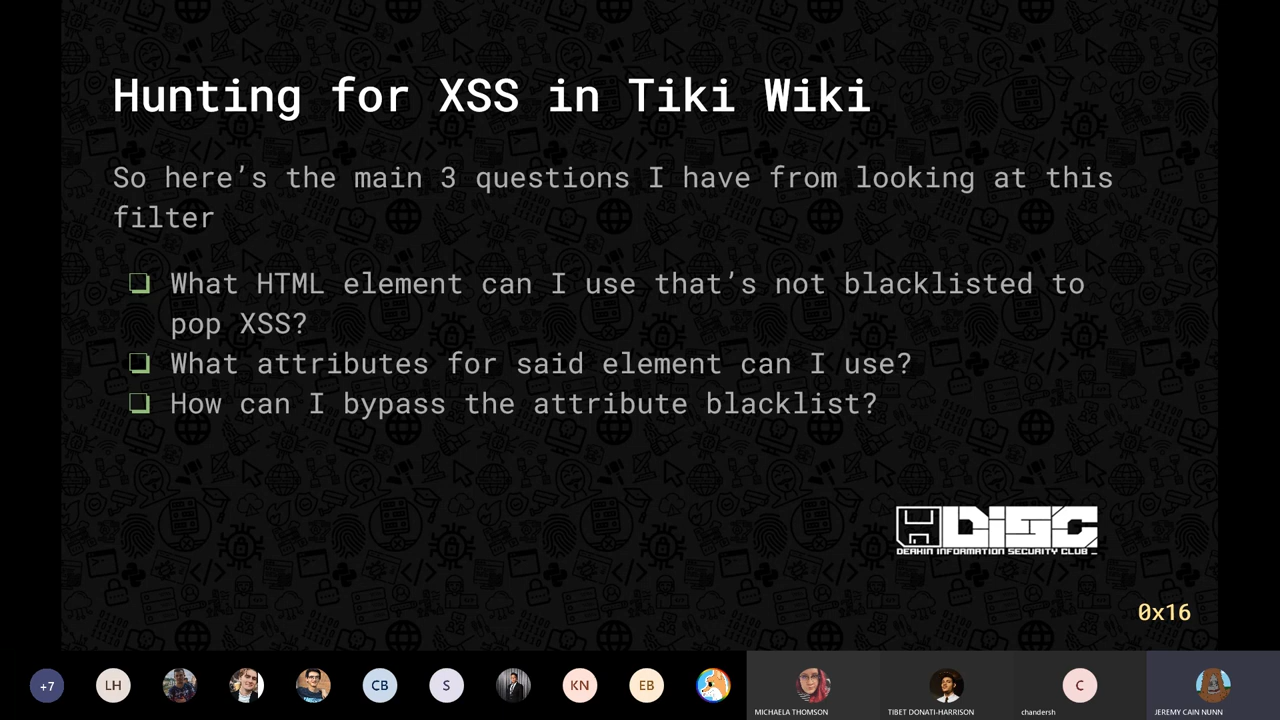 Hunting for XSS in Tiki Wiki
So here’s the main 3 questions I have from looking at this
filter
What HTML element can I use that’s not blacklisted to
pop XSS?
What attributes for said element can I use?
How can I bypass the attribute blacklist?
DISC
DEAKIN INFORMATION SECURITY CLUB _
0x16
+7
LH
CB
S
KN
EB
C
MICHAELA THOMSON
TIBET DONATI-HARRISON
chandersh
JEREMY CAIN NUNN